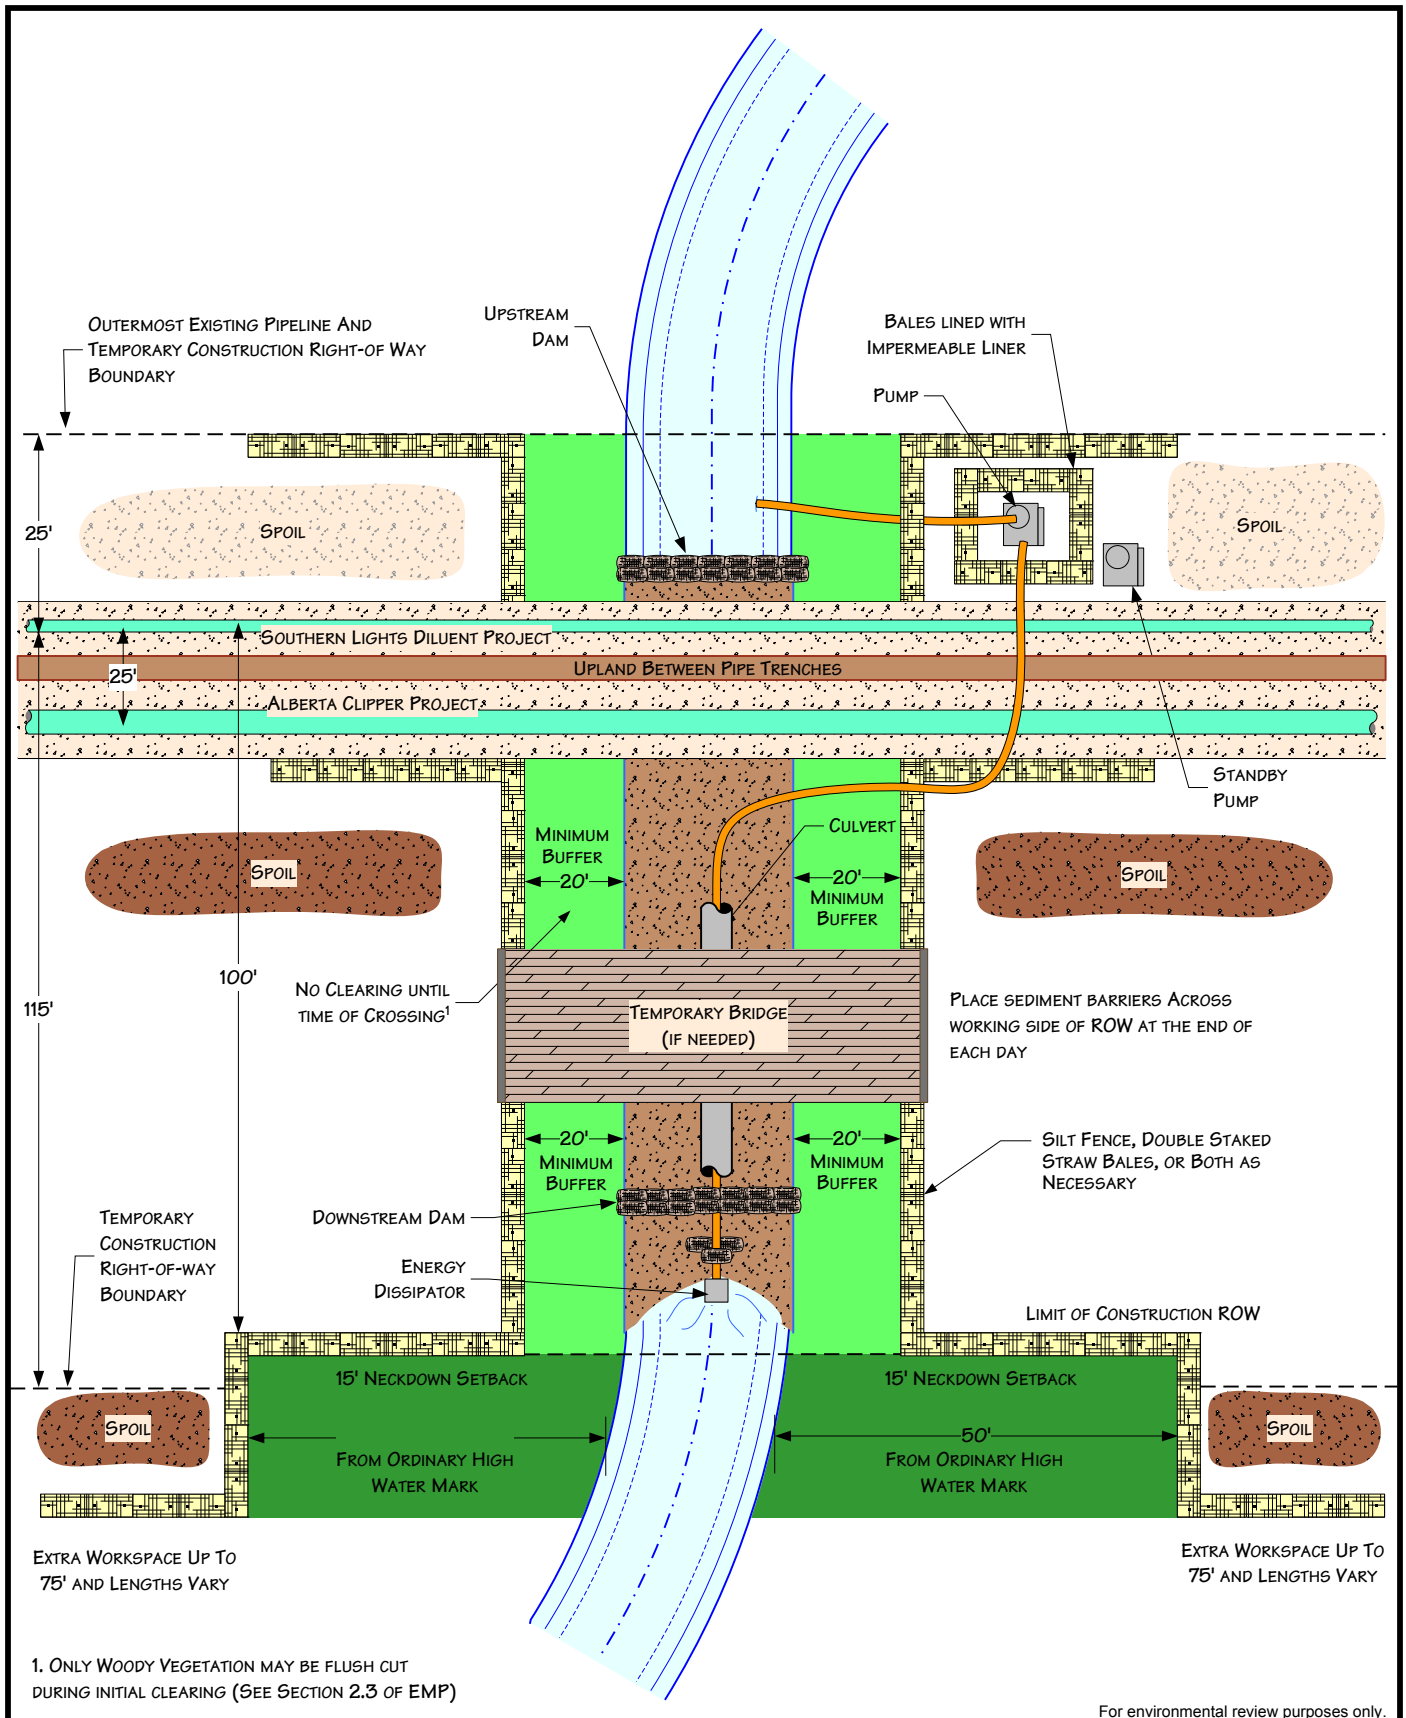 Upstream
Dam
Outermost Existing Pipeline And
Temporary Construction Right-of Way
Boundary
Bales lined with
Impermeable Liner
Pump
25'
Spoil
Spoil
Southern Lights Diluent Project
Upland Between Pipe Trenches
25'
Alberta Clipper Project
Standby
Pump
Culvert
Minimum
Buffer
20'
20'
Minimum
Buffer
Spoil
Spoil
100'
115'
No Clearing until
time of Crossing1
Temporary Bridge
(if needed)
Place sediment barriers Across
working side of ROW at the end of
each day
20'
Minimum
Buffer
20'
Minimum
Buffer
Silt Fence, Double Staked
Straw Bales, or Both as
Necessary
Downstream Dam
Temporary
Construction
Right-of-way
Boundary
Energy
Dissipator
Limit of Construction ROW
15' Neckdown Setback
15' Neckdown Setback
Spoil
Spoil
50'
From Ordinary High
Water Mark
From Ordinary High
Water Mark
Extra Workspace Up To
75' and Lengths Vary
Extra Workspace Up To
75' and Lengths Vary
1. Only Woody Vegetation may be flush cut
during initial clearing (See Section 2.3 of EMP)
For environmental review purposes only.